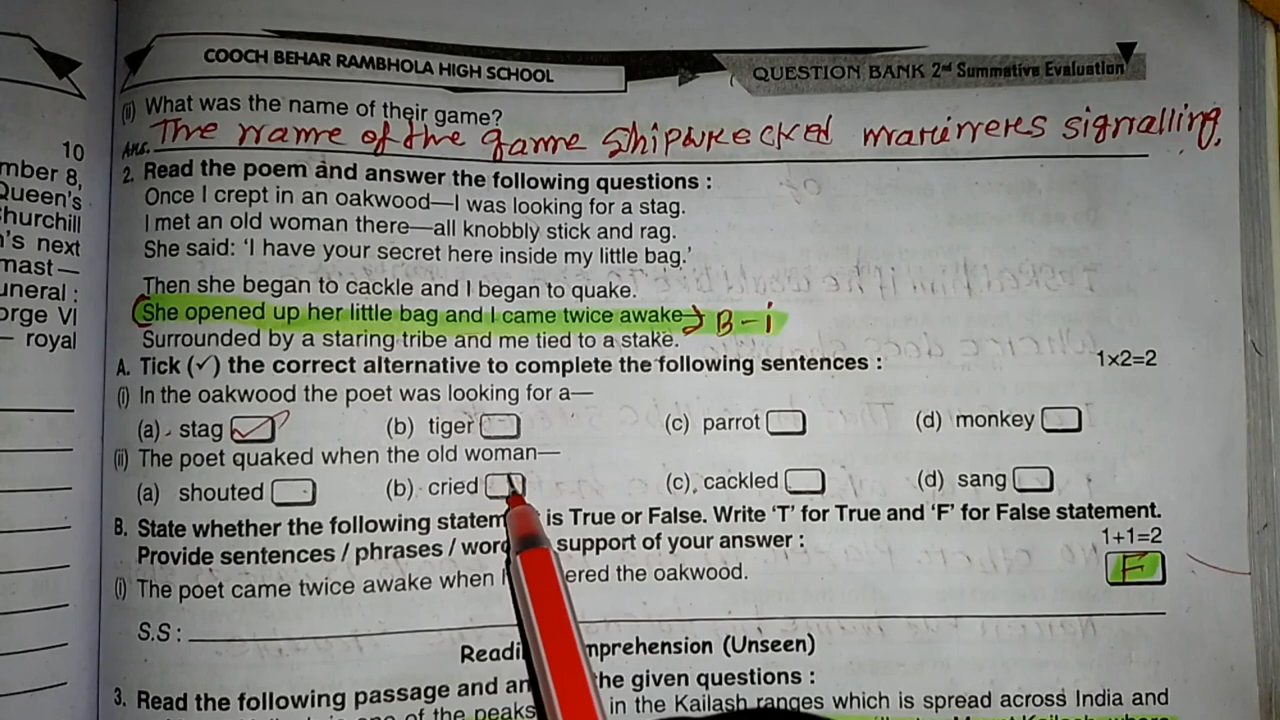 COOCH BEHAR RAMBHOLA HIGH SCHOOL
QUESTION BANK 2nd Summative Evaluation
(ii) What was the name of their game?
Ans. The name of the game Shipwrecked mariners signalling.
2. Read the poem and answer the following questions :
Once I crept in an oakwood—I was looking for a stag.
I met an old woman there—all knobbly stick and rag.
She said: 'I have your secret here inside my little bag.'
Then she began to cackle and I began to quake.
She opened up her little bag and I came twice awake → B - i
Surrounded by a staring tribe and me tied to a stake.
A. Tick (✓) the correct alternative to complete the following sentences : 1×2=2
(i) In the oakwood the poet was looking for a—
(a) stag (b) tiger (c) parrot (d) monkey
(ii) The poet quaked when the old woman—
(a) shouted (b) cried (c) cackled (d) sang
B. State whether the following is True or False. Write 'T' for True and 'F' for False statement.
Provide sentences / phrases / support of your answer : 1+1=2
(i) The poet came twice awake when the oakwood. F
S.S :
(Unseen)
3. Read the following passage and the given questions :
of the peaks in the Kailash ranges which is spread across India and
10
mber 8,
Queen's
Churchill
's next
mast —
uneral :
orge VI
— royal